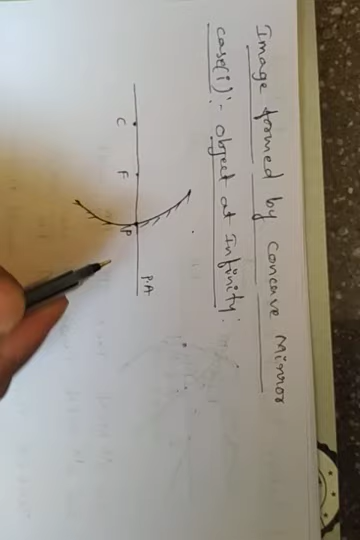 Image formed by concave Mirror
case(i):- object at Infinity:
C
F
P
P.A